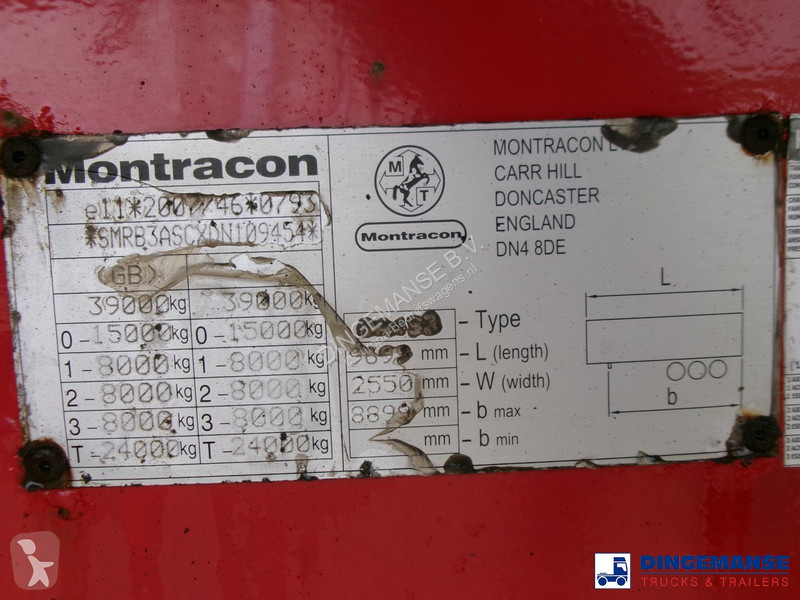 Montracon
e11*2007/46*0793
*SMRB3ASCXDN109454*
(GB)
39000kg 39000kg
0-15000kg 0-15000kg
1-8000kg 1-8000kg
2-8000kg 2-8000kg
3-8000kg 3-8000kg
T-24000kg T-24000kg
M T
Montracon
MONTRACON
CARR HILL
DONCASTER
ENGLAND
DN4 8DE
- Type
mm - L (length)
2550 mm - W (width)
mm - b max
mm - b min
L
b
DINGEMANSE B.V.
DINGEMANSE
TRUCKS & TRAILERS